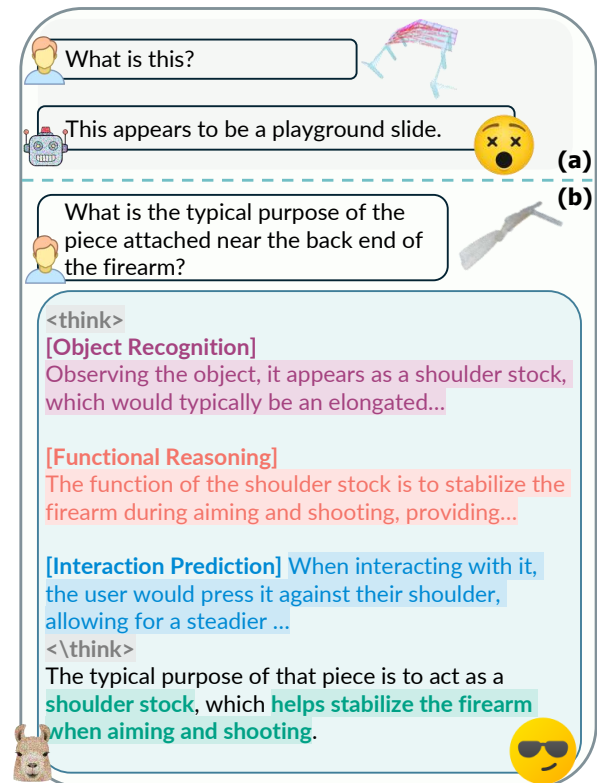 What is this?
This appears to be a playground slide.
(a)
(b)
What is the typical purpose of the
piece attached near the back end of
the firearm?
<think>
[Object Recognition]
Observing the object, it appears as a shoulder stock,
which would typically be an elongated...
[Functional Reasoning]
The function of the shoulder stock is to stabilize the
firearm during aiming and shooting, providing...
[Interaction Prediction] When interacting with it,
the user would press it against their shoulder,
allowing for a steadier ...
<\think>
The typical purpose of that piece is to act as a
shoulder stock, which helps stabilize the firearm
when aiming and shooting.